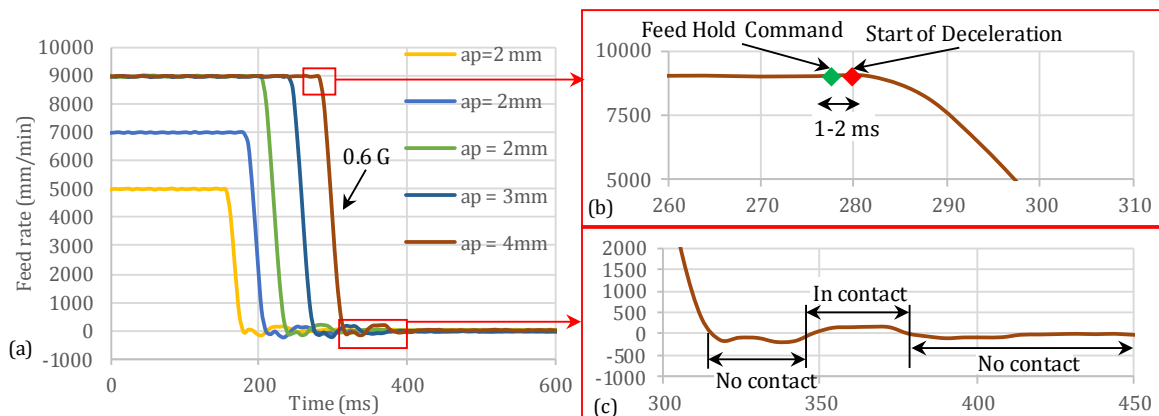 10000
9000
8000
7000
6000
5000
4000
3000
2000
1000
0
-1000
Feed rate (mm/min)
0
200
400
600
Time (ms)
(a)
ap=2 mm
ap= 2mm
ap = 2mm
ap = 3mm
ap = 4mm
0.6 G
Feed Hold Command
Start of Deceleration
10000
7500
5000
1-2 ms
(b)
260
270
280
290
300
310
2000
1500
1000
500
0
-500
-1000
In contact
No contact
No contact
(c)
300
350
400
450